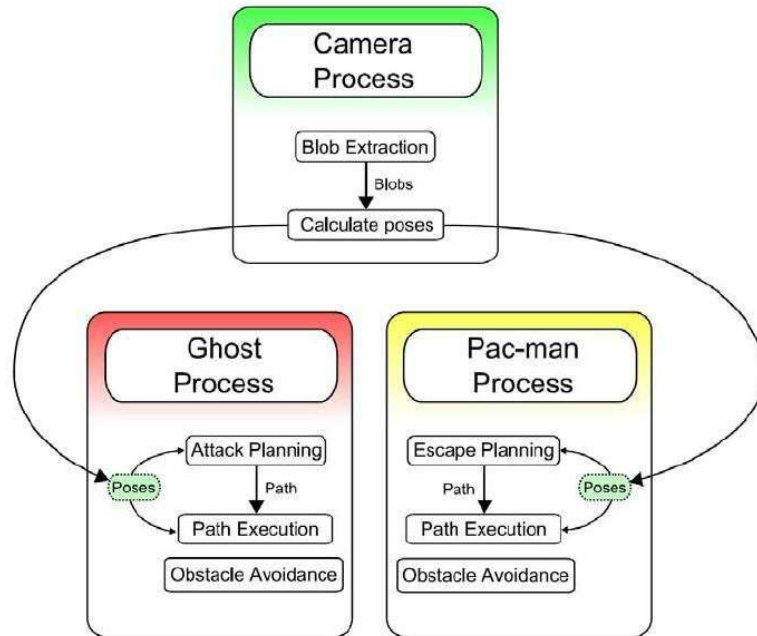 Camera
Process
Blob Extraction
Blobs
Calculate poses
Ghost
Process
Attack Planning
Poses
Path
Path Execution
Obstacle Avoidance
Pac-man
Process
Escape Planning
Path
Poses
Path Execution
Obstacle Avoidance